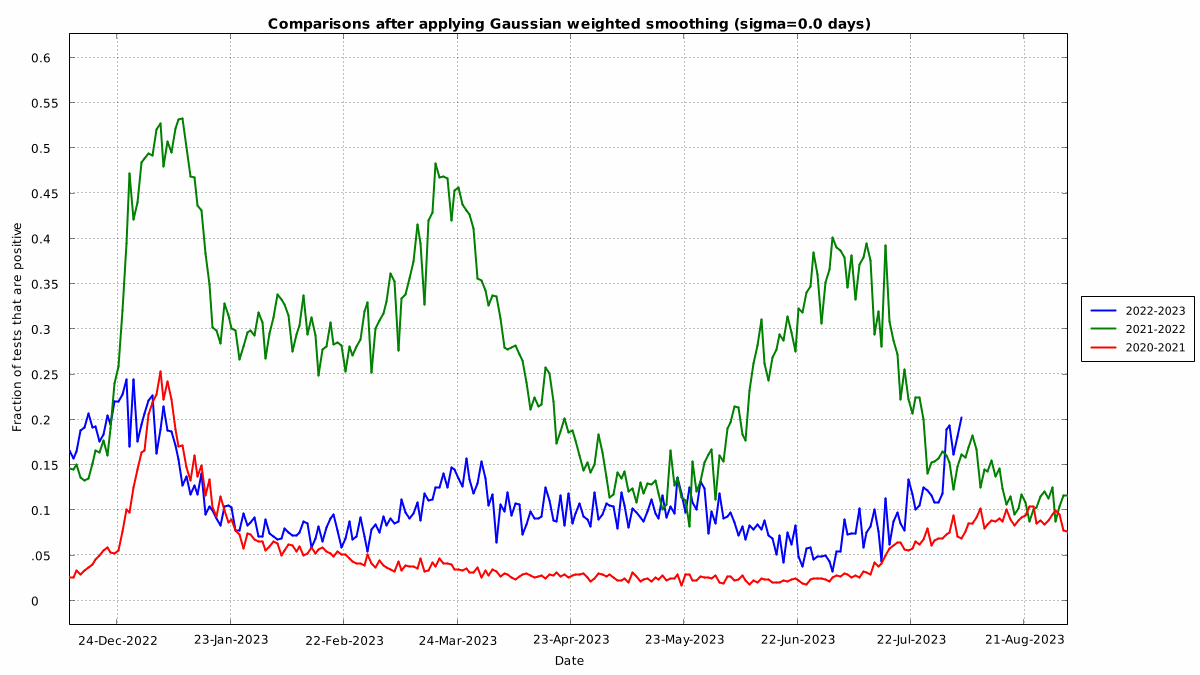 Comparisons after applying Gaussian weighted smoothing (sigma=0.0 days)
0.6
0.55
0.5
0.45
0.4
0.35
0.3
0.25
0.2
0.15
0.1
.05
0
Fraction of tests that are positive
24-Dec-2022
23-Jan-2023
22-Feb-2023
24-Mar-2023
23-Apr-2023
23-May-2023
22-Jun-2023
22-Jul-2023
21-Aug-2023
Date
2022-2023
2021-2022
2020-2021